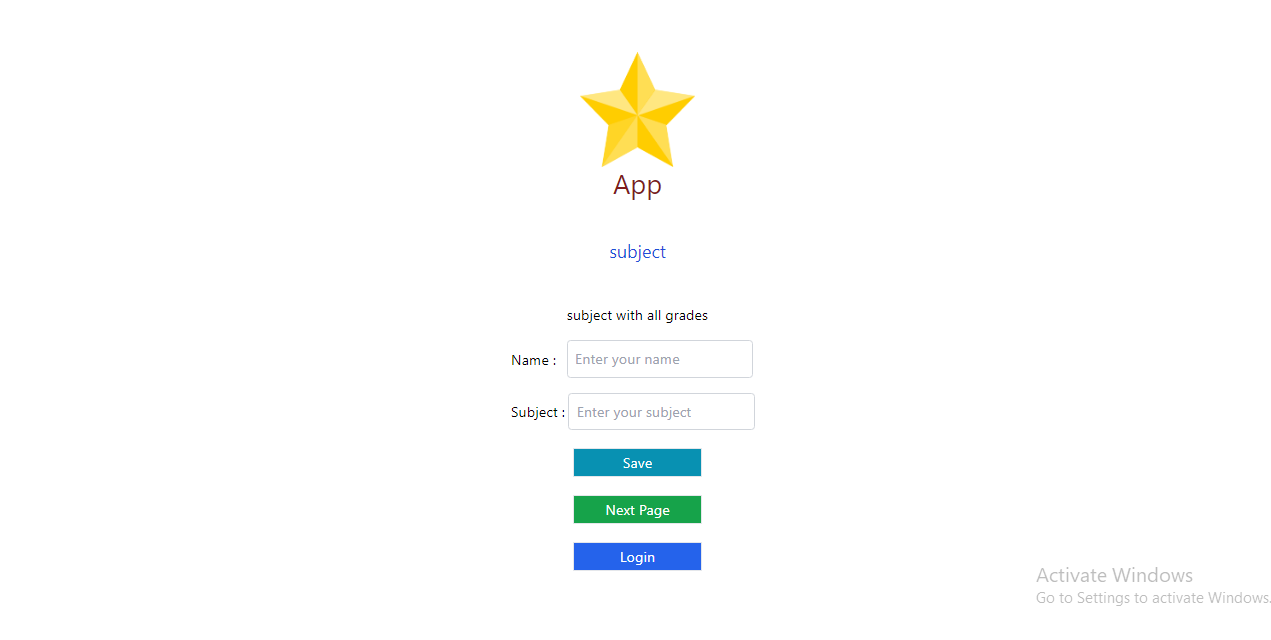 App
subject
subject with all grades
Name :
Enter your name
Subject :
Enter your subject
Save
Next Page
Login
Activate Windows
Go to Settings to activate Windows.